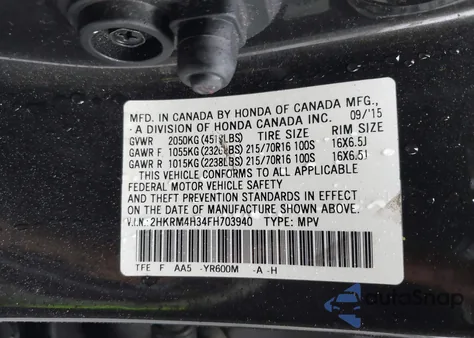 MFD. IN CANADA BY HONDA OF CANADA MFG.,
- A DIVISION OF HONDA CANADA INC. 09/'15
GVWR 2050KG TIRE SIZE RIM SIZE
GAWR F 1055KG 215/70R16 100S 16X6.5J
GAWR R 1015KG(2238LBS) 215/70R16 100S 16X6.5J
THIS VEHICLE CONFORMS TO ALL APPLICABLE
FEDERAL MOTOR VEHICLE SAFETY
AND THEFT PREVENTION STANDARDS IN EFFECT
ON THE DATE OF MANUFACTURE SHOWN ABOVE.
V.I.N.: 2HKRM4H34FH703940 TYPE: MPV
TFE F AA5 -YR600M -A -H
AutoSnap